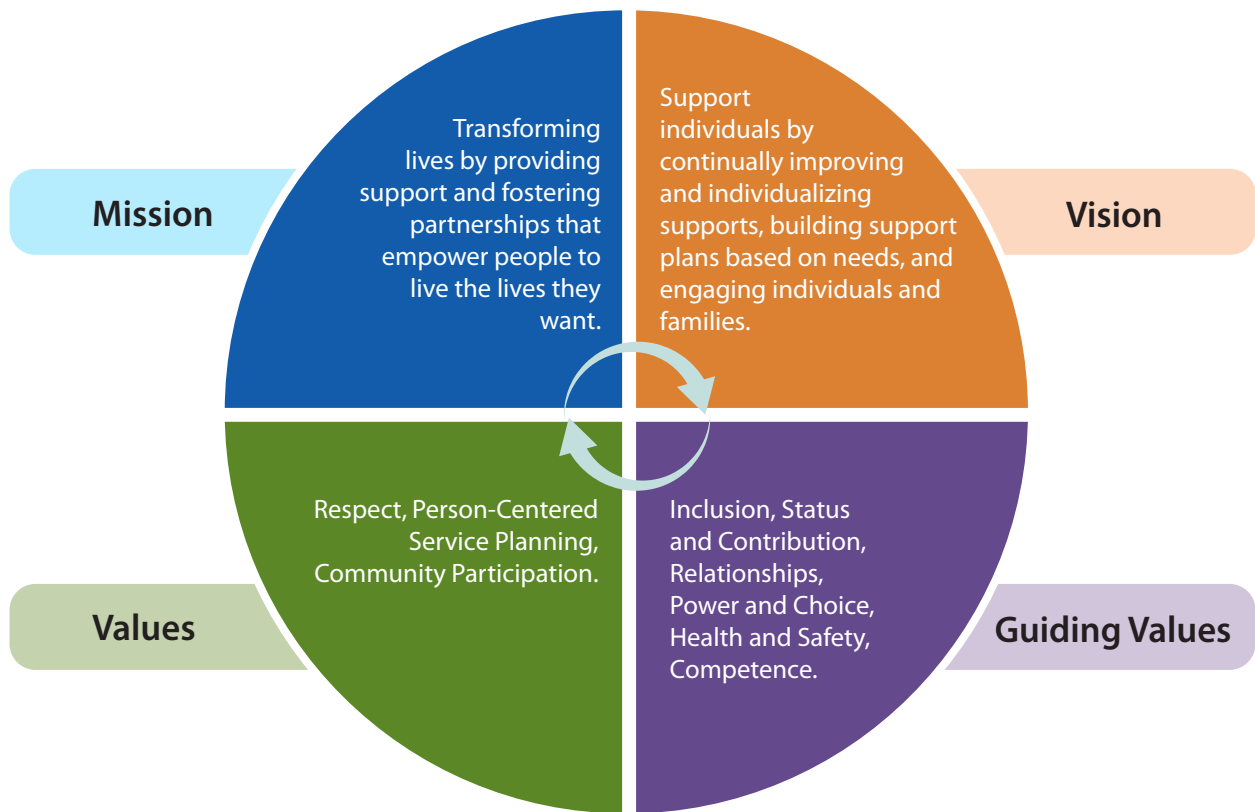 Mission
Transforming
lives by providing
support and fostering
partnerships that
empower people to
live the lives they
want.
Vision
Support
individuals by
continually improving
and individualizing
supports, building support
plans based on needs, and
engaging individuals and
families.
Values
Respect, Person-Centered
Service Planning,
Community Participation.
Guiding Values
Inclusion, Status
and Contribution,
Relationships,
Power and Choice,
Health and Safety,
Competence.